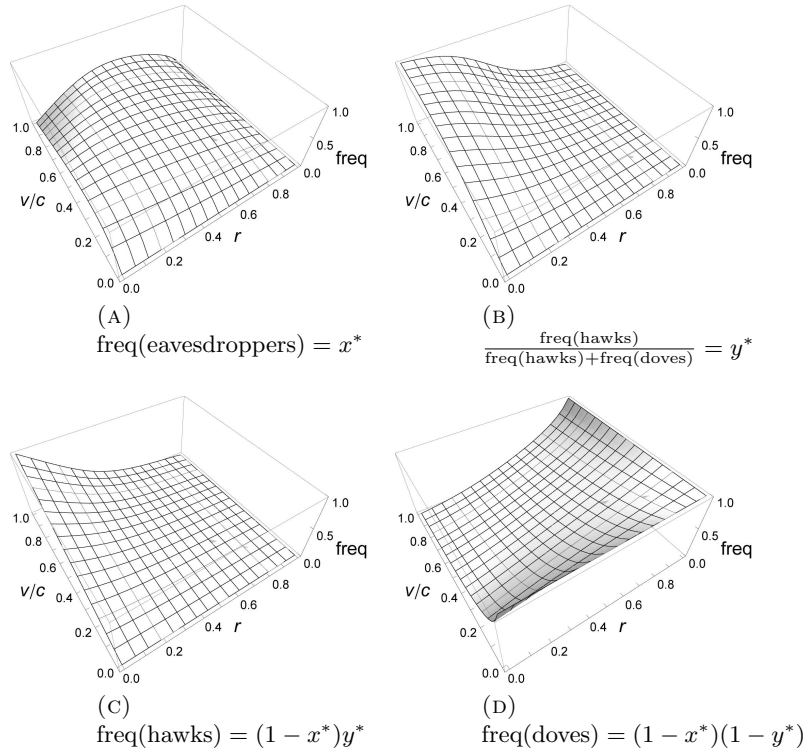 1.0
0.8
0.6
0.4
0.2
0.0
v/c
0.0
0.2
0.4
0.6
0.8
r
1.0
0.5
0.0
freq
(A)
freq(eavesdroppers) = x*
1.0
0.8
0.6
0.4
0.2
0.0
v/c
0.0
0.2
0.4
0.6
0.8
r
1.0
0.5
0.0
freq
(B)
freq(hawks)
freq(hawks)+freq(doves) = y*
1.0
0.8
0.6
0.4
0.2
0.0
v/c
0.0
0.2
0.4
0.6
0.8
r
1.0
0.5
0.0
freq
(C)
freq(hawks) = (1 − x*)y*
1.0
0.8
0.6
0.4
0.2
0.0
v/c
0.0
0.2
0.4
0.6
0.8
r
1.0
0.5
0.0
freq
(D)
freq(doves) = (1 − x*)(1 − y*)